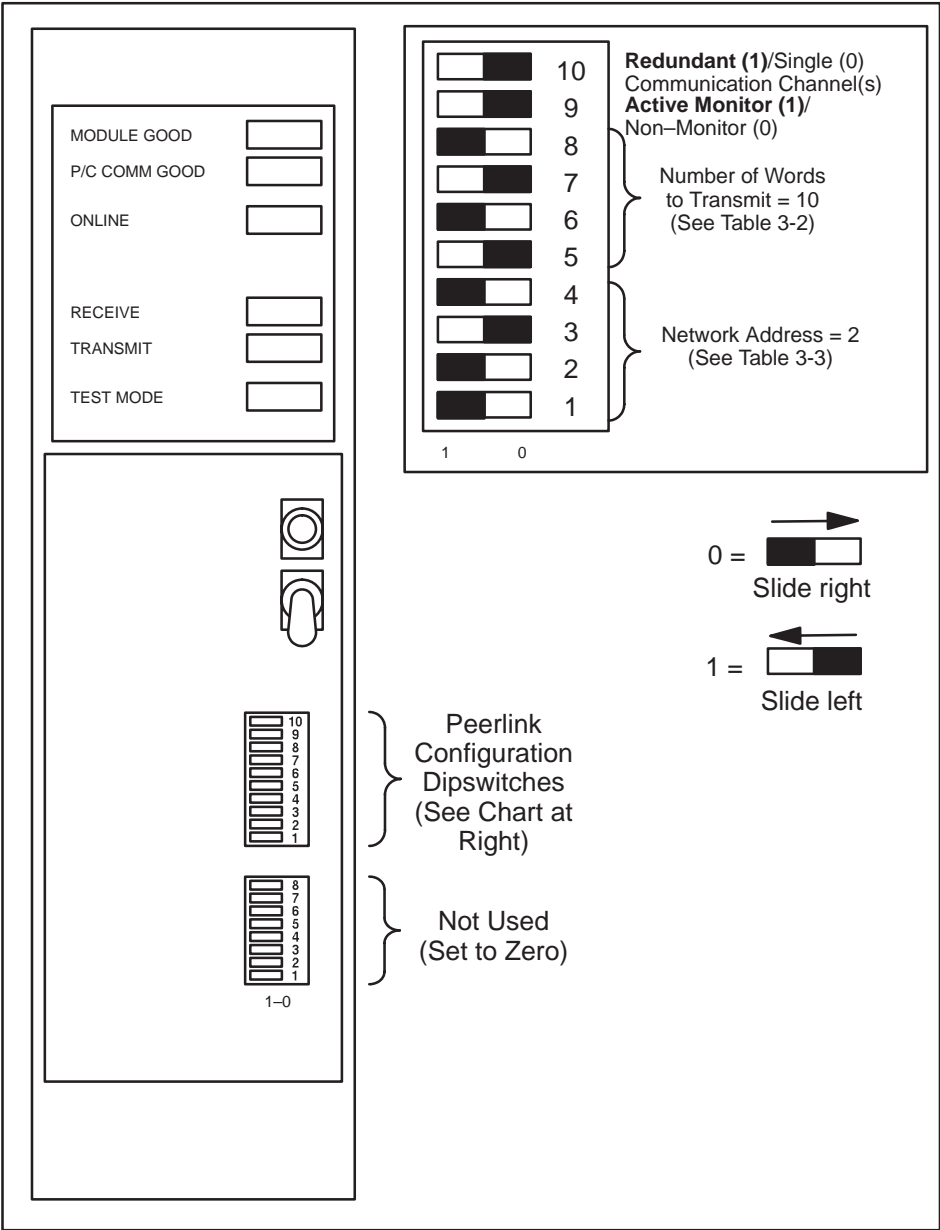 MODULE GOOD
P/C COMM GOOD
ONLINE
RECEIVE
TRANSMIT
TEST MODE
10
9
8
7
6
5
4
3
2
1
1 0
Redundant (1)/Single (0)
Communication Channel(s)
Active Monitor (1)/
Non–Monitor (0)
Number of Words
to Transmit = 10
(See Table 3-2)
Network Address = 2
(See Table 3-3)
0 =
Slide right
1 =
Slide left
10
9
8
7
6
5
4
3
2
1
Peerlink
Configuration
Dipswitches
(See Chart at
Right)
8
7
6
5
4
3
2
1
1–0
Not Used
(Set to Zero)